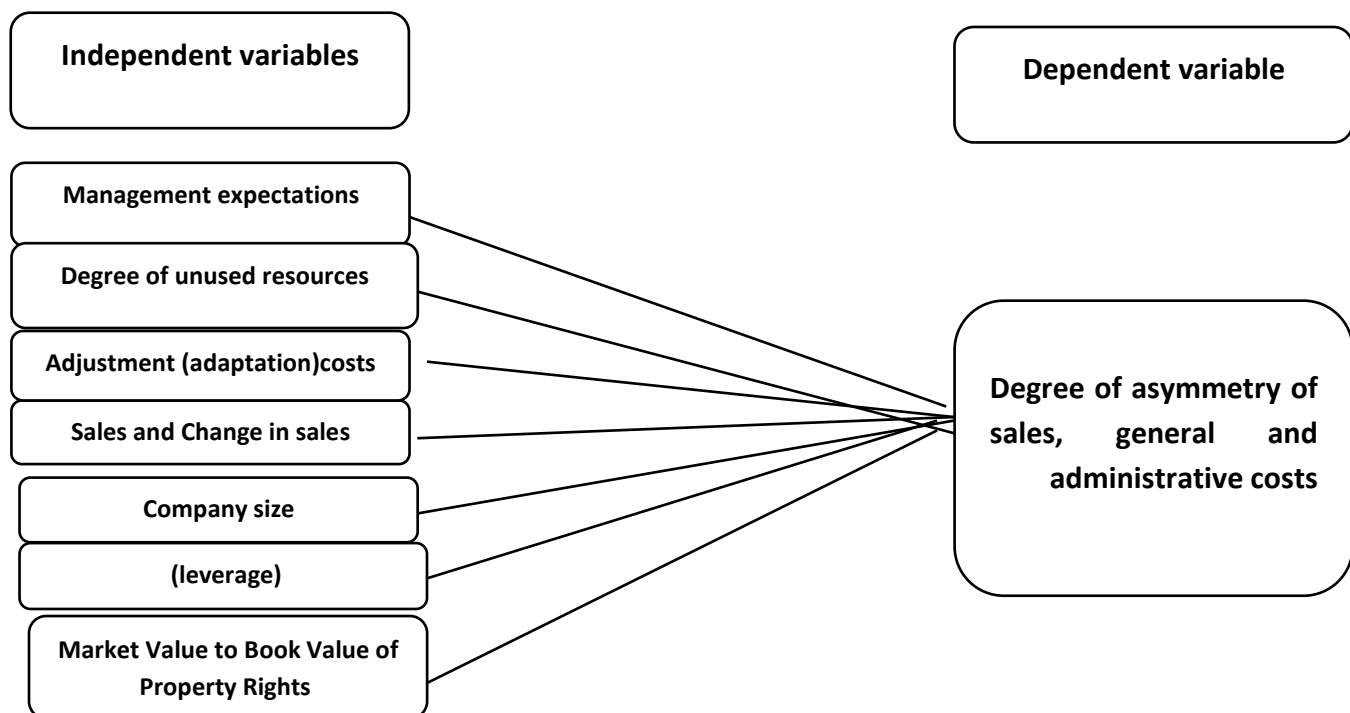 Independent variables
Dependent variable
Management expectations
Degree of unused resources
Adjustment (adaptation)costs
Sales and Change in sales
Company size
(leverage)
Market Value to Book Value of
Property Rights
Degree of asymmetry of
sales, general and
administrative costs